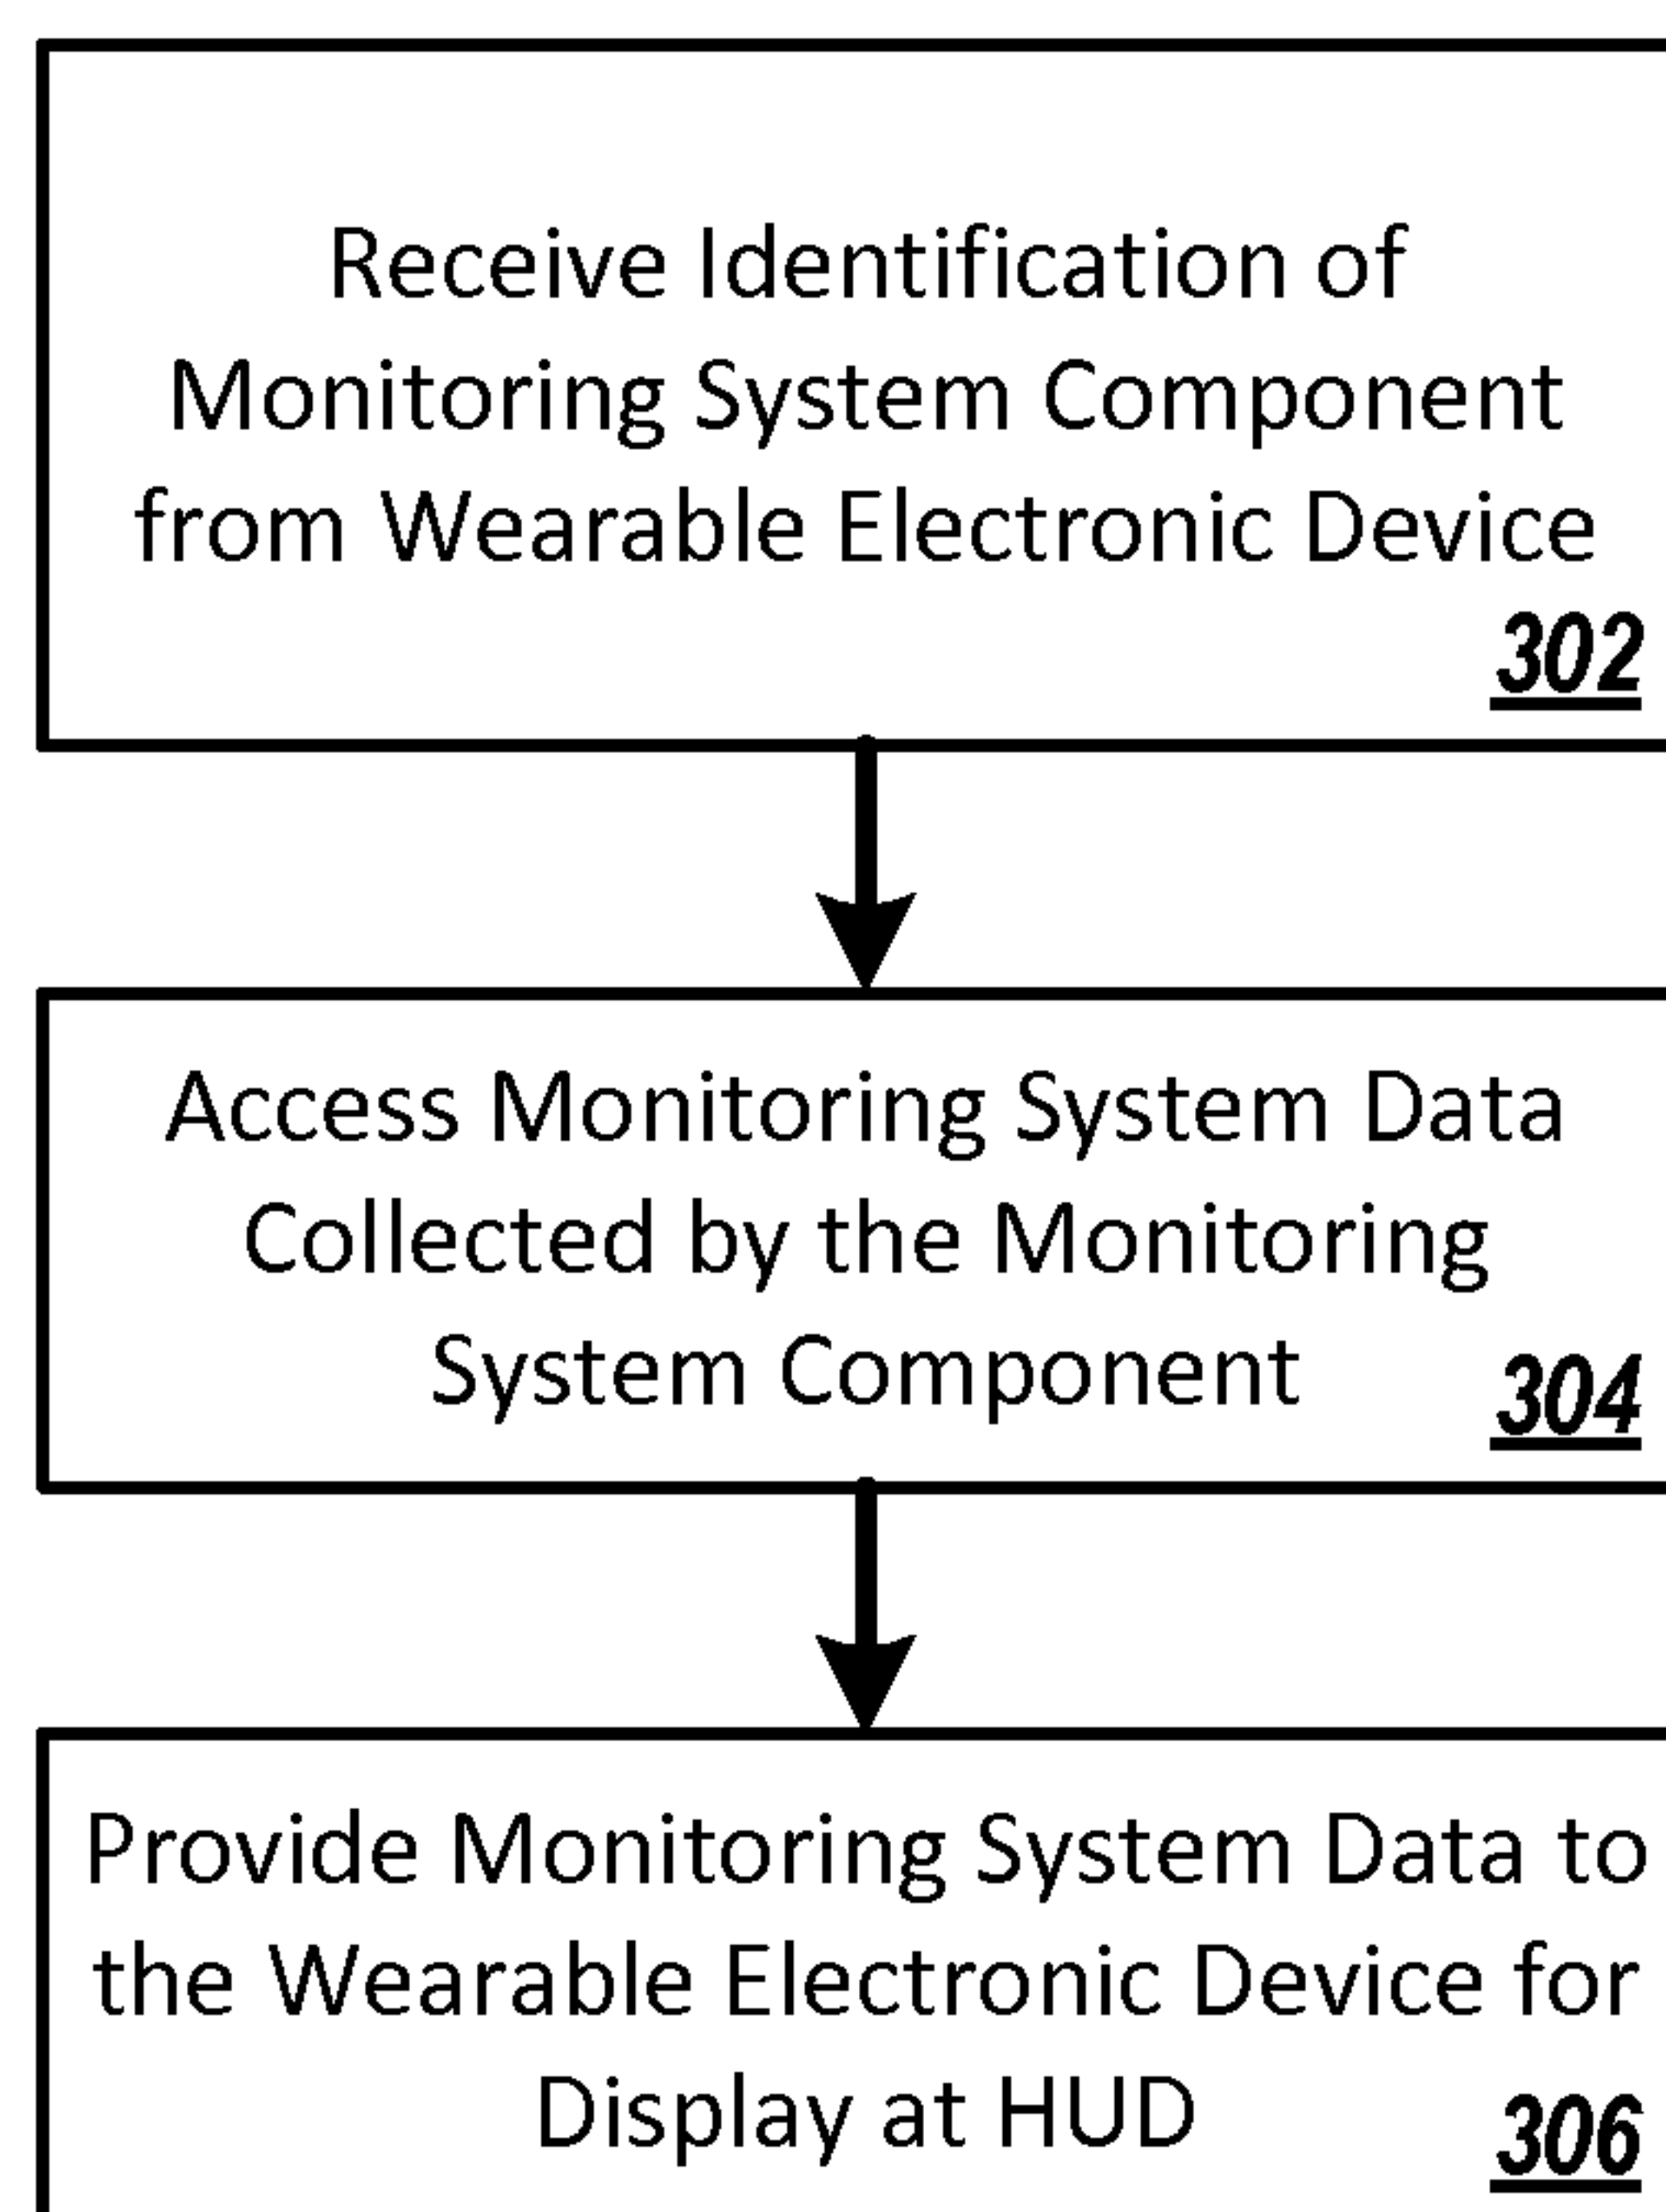 Receive Identification of
Monitoring System Component
from Wearable Electronic Device
302
Access Monitoring System Data
Collected by the Monitoring
System Component
304
Provide Monitoring System Data to
the Wearable Electronic Device for
Display at HUD
306